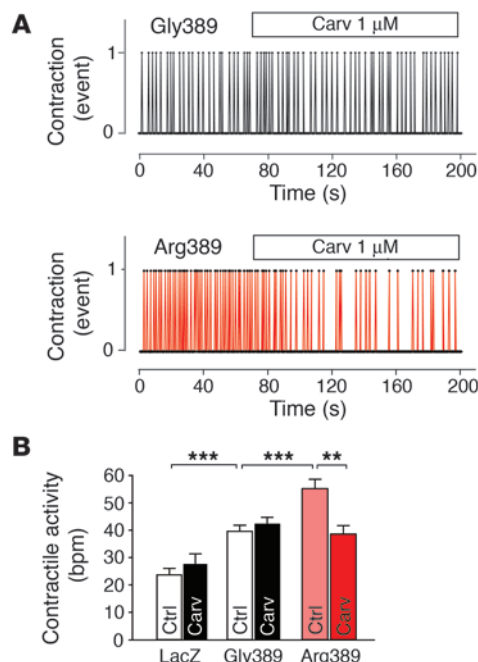 A
Gly389
Carv 1 µM
Contraction
(event)
1
0
0 40 80 120 160 200
Time (s)
Arg389
Carv 1 µM
Contraction
(event)
1
0
0 40 80 120 160 200
Time (s)
B
*** *** **
Contractile activity
(bpm)
60
50
40
30
20
10
0
Ctrl Carv Ctrl Carv Ctrl Carv
LacZ Gly389 Arg389